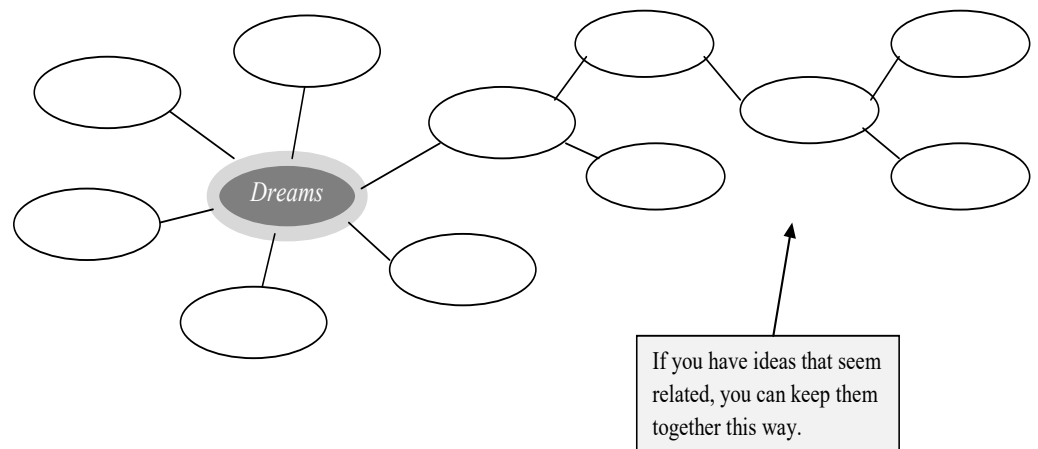 Dreams
If you have ideas that seem
related, you can keep them
together this way.